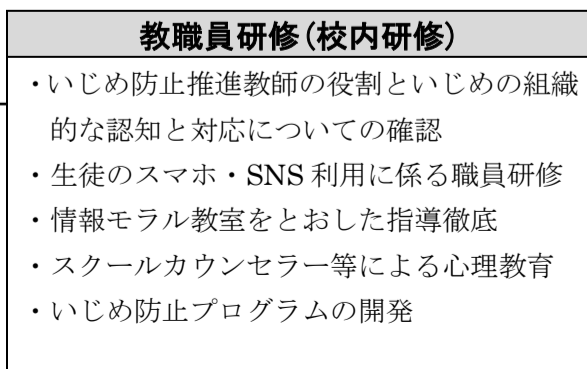 教職員研修(校内研修)
・いじめ防止推進教師の役割といじめの組織
的な認知と対応についての確認
・生徒のスマホ・SNS 利用に係る職員研修
・情報モラル教室をとおした指導徹底
・スクールカウンセラー等による心理教育
・いじめ防止プログラムの開発